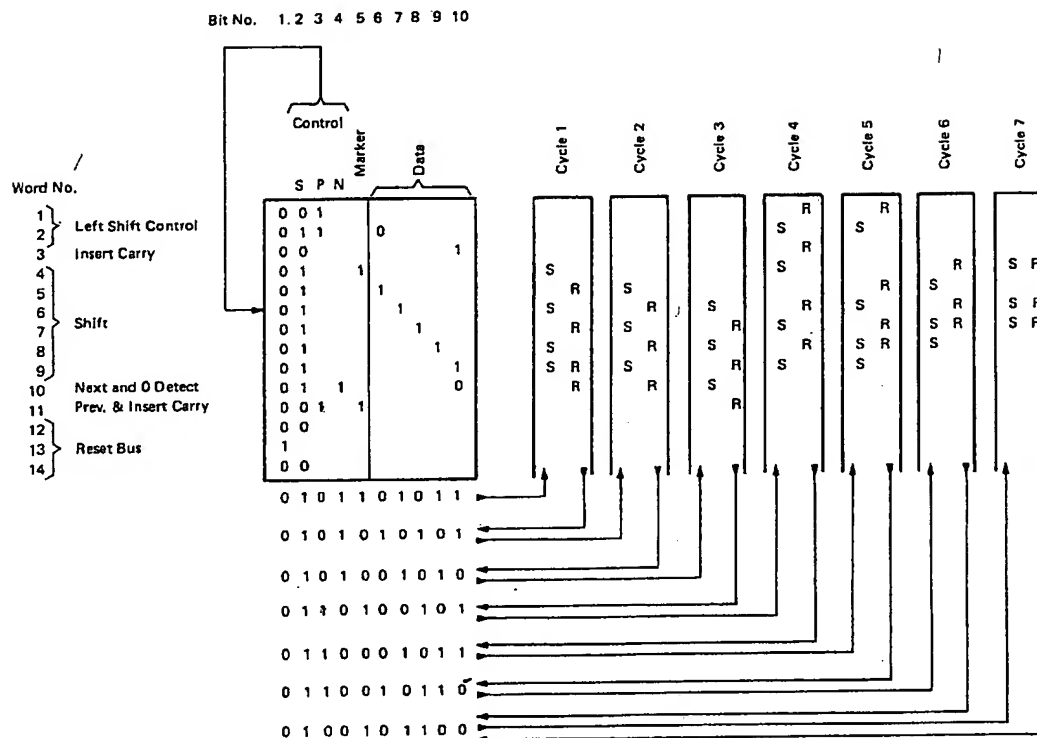 Bit No. 1. 2 3 4 5 6 7 8 9 10
Control
Marker
Data
Cycle 1
Cycle 2
Cycle 3
Cycle 4
Cycle 5
Cycle 6
Cycle 7
Word No.
S P N
1 0 0 1 R R
2 Left Shift Control 0 1 1 0 S S
3 Insert Carry 0 0 1 R
4 0 1 1 S S R S R
5 0 1 1 R S R S
6 0 1 1 S R S R S R S R
7 Shift 0 1 1 R R S R S R S R
8 0 1 1 S S R S R S R S
9 0 1 1 S R S R R S S
10 Next and 0 Detect 0 1 1 0 R R S
11 Prev. & Insert Carry 0 0 1 1 R
12 0 0
13 Reset Bus 1
14 0 0
0 1 0 1 1 0 1 0 1 1
0 1 0 1 0 1 0 1 0 1
0 1 0 1 0 0 1 0 1 0
0 1 1 0 1 0 0 1 0 1
0 1 1 0 0 0 1 0 1 1
0 1 1 0 0 1 0 1 1 0
0 1 0 0 1 0 1 1 0 0